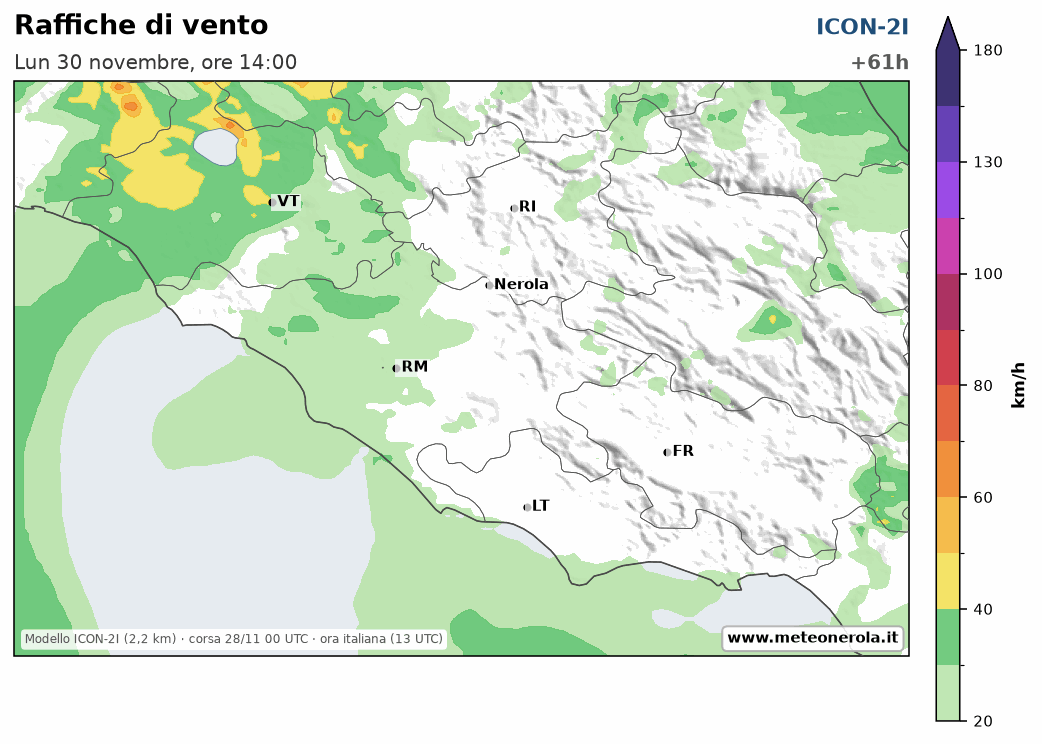 Raffiche di vento
ICON-2I
Lun 30 novembre, ore 14:00
+61h
180
130
100
80
60
40
20
km/h
VT
RI
Nerola
RM
FR
LT
Modello ICON-2I (2,2 km) · corsa 28/11 00 UTC · ora italiana (13 UTC)
www.meteonerola.it